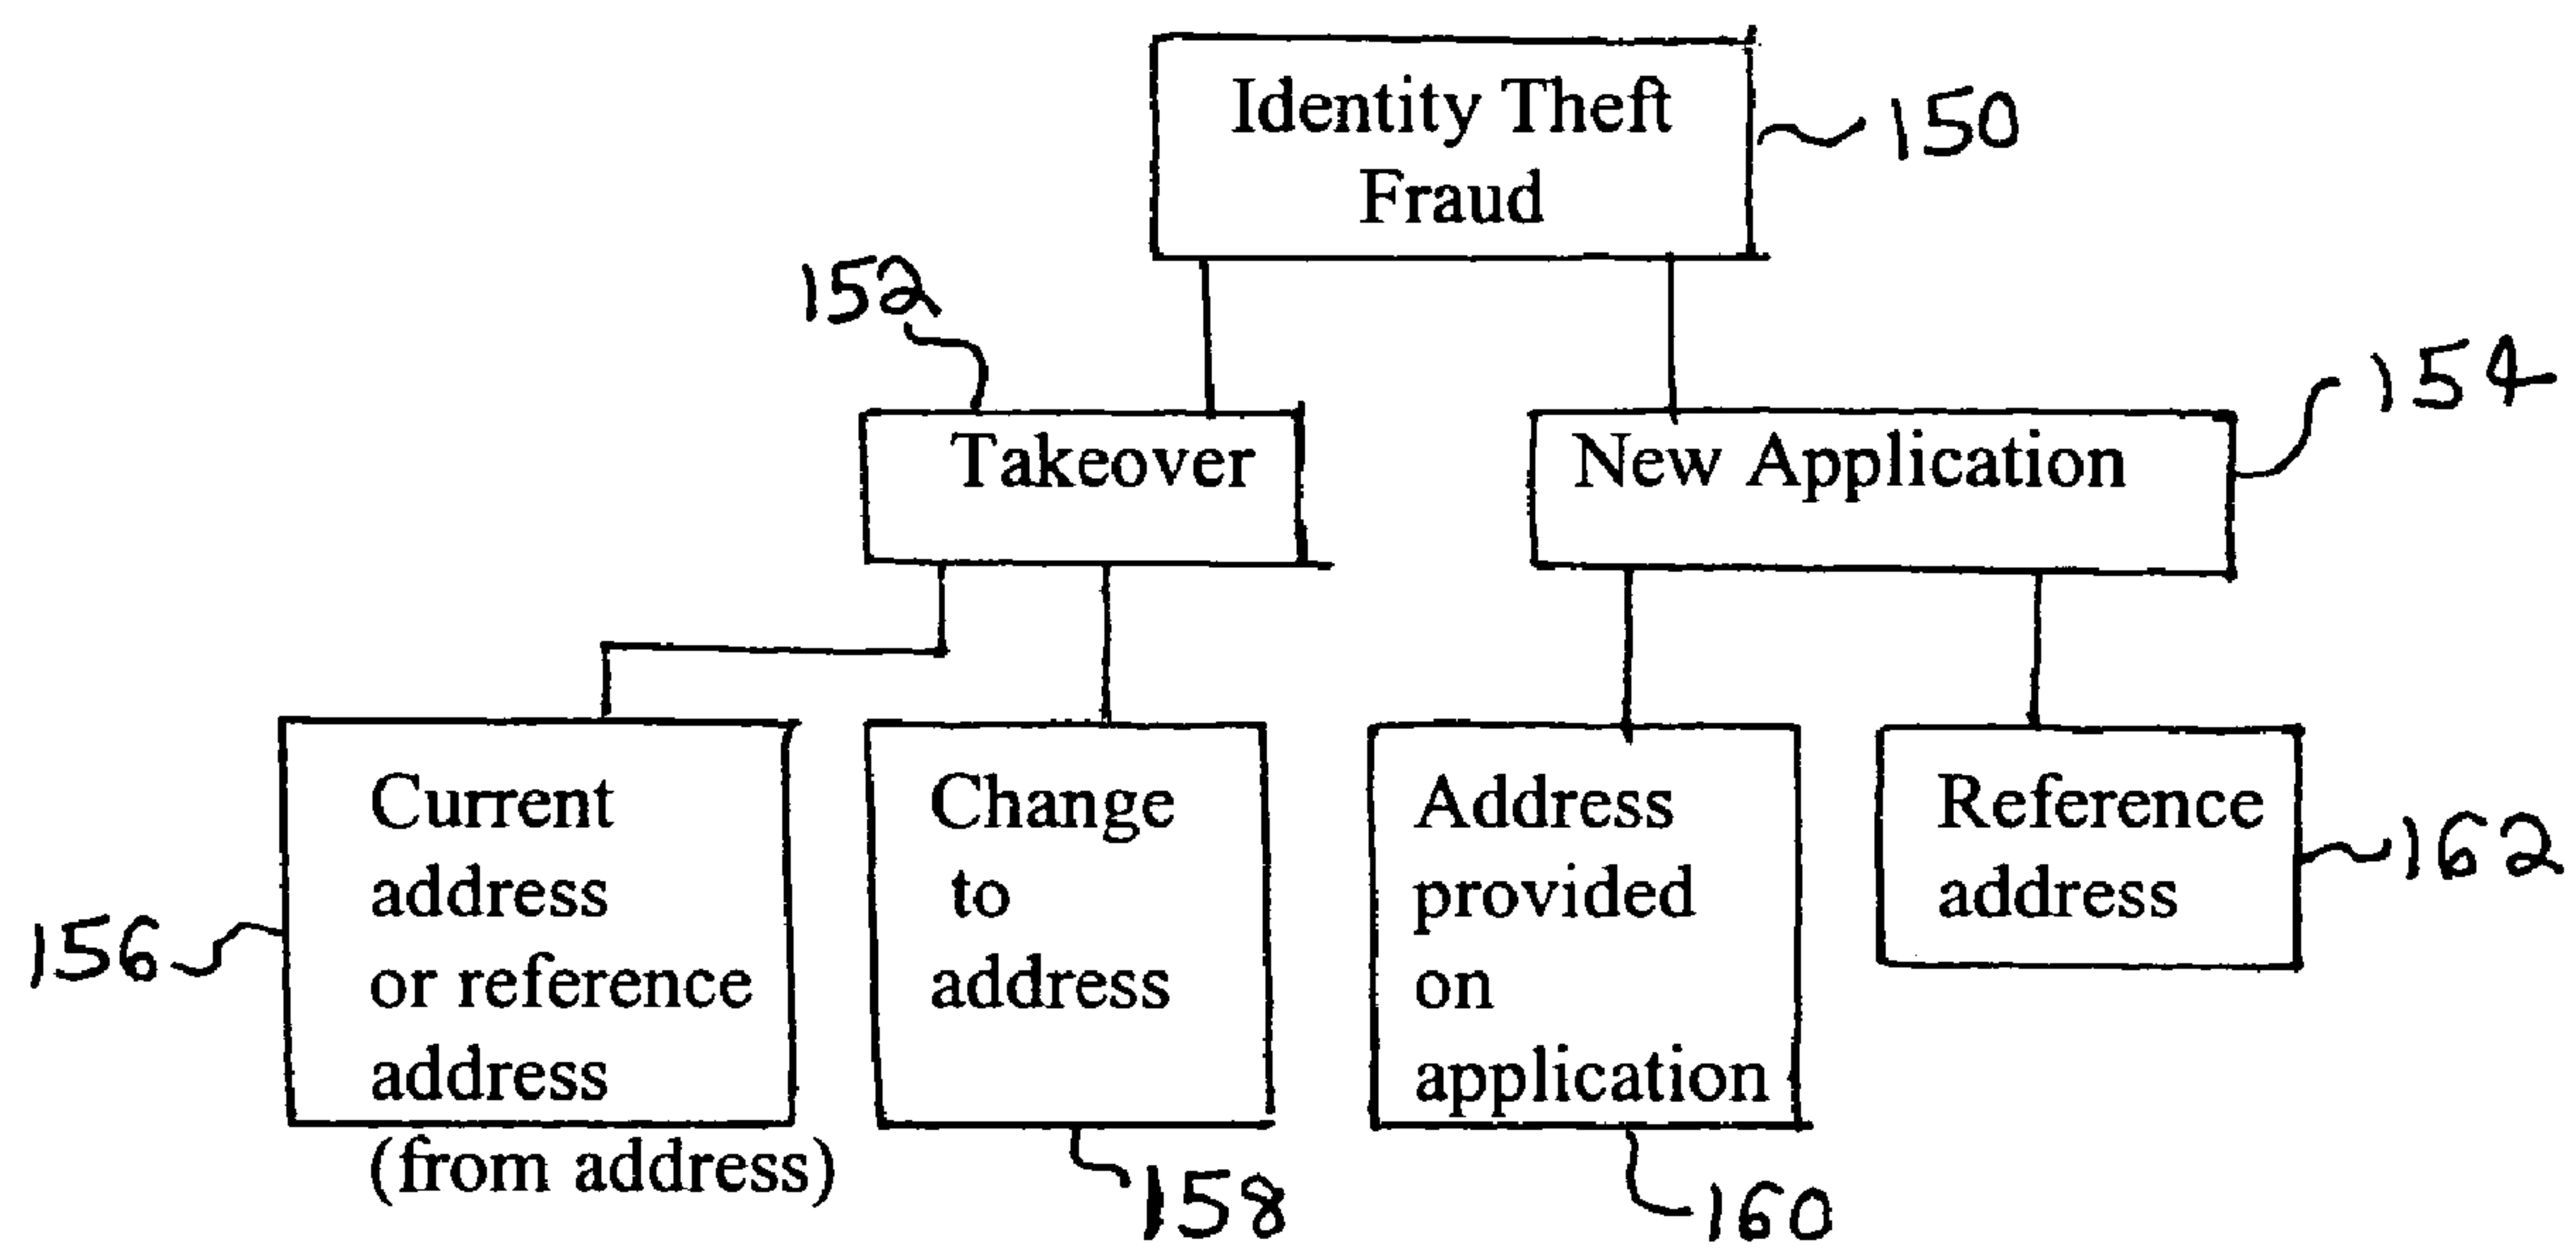 Identity Theft
Fraud
150
152
154
Takeover
New Application
Current
address
or reference
address
(from address)
156
Change
to
address
158
Address
provided
on
application
160
Reference
address
162